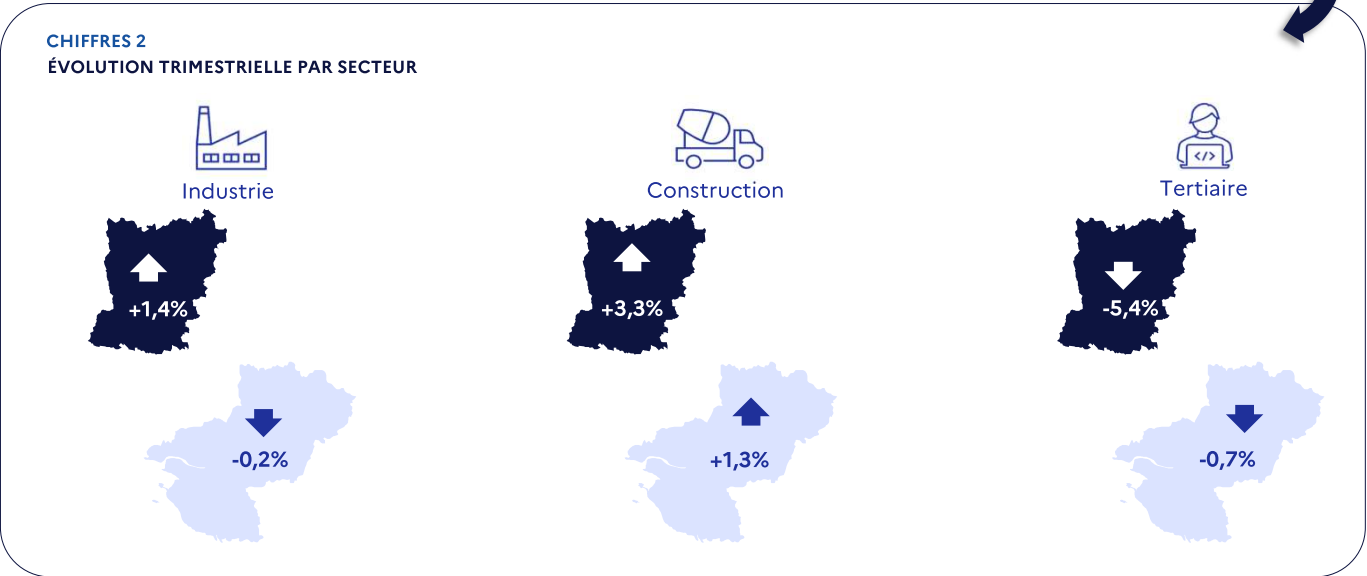 CHIFFRES 2
ÉVOLUTION TRIMESTRIELLE PAR SECTEUR
Industrie
Construction
Tertiaire
</>
+1,4%
+3,3%
-5,4%
-0,2%
+1,3%
-0,7%